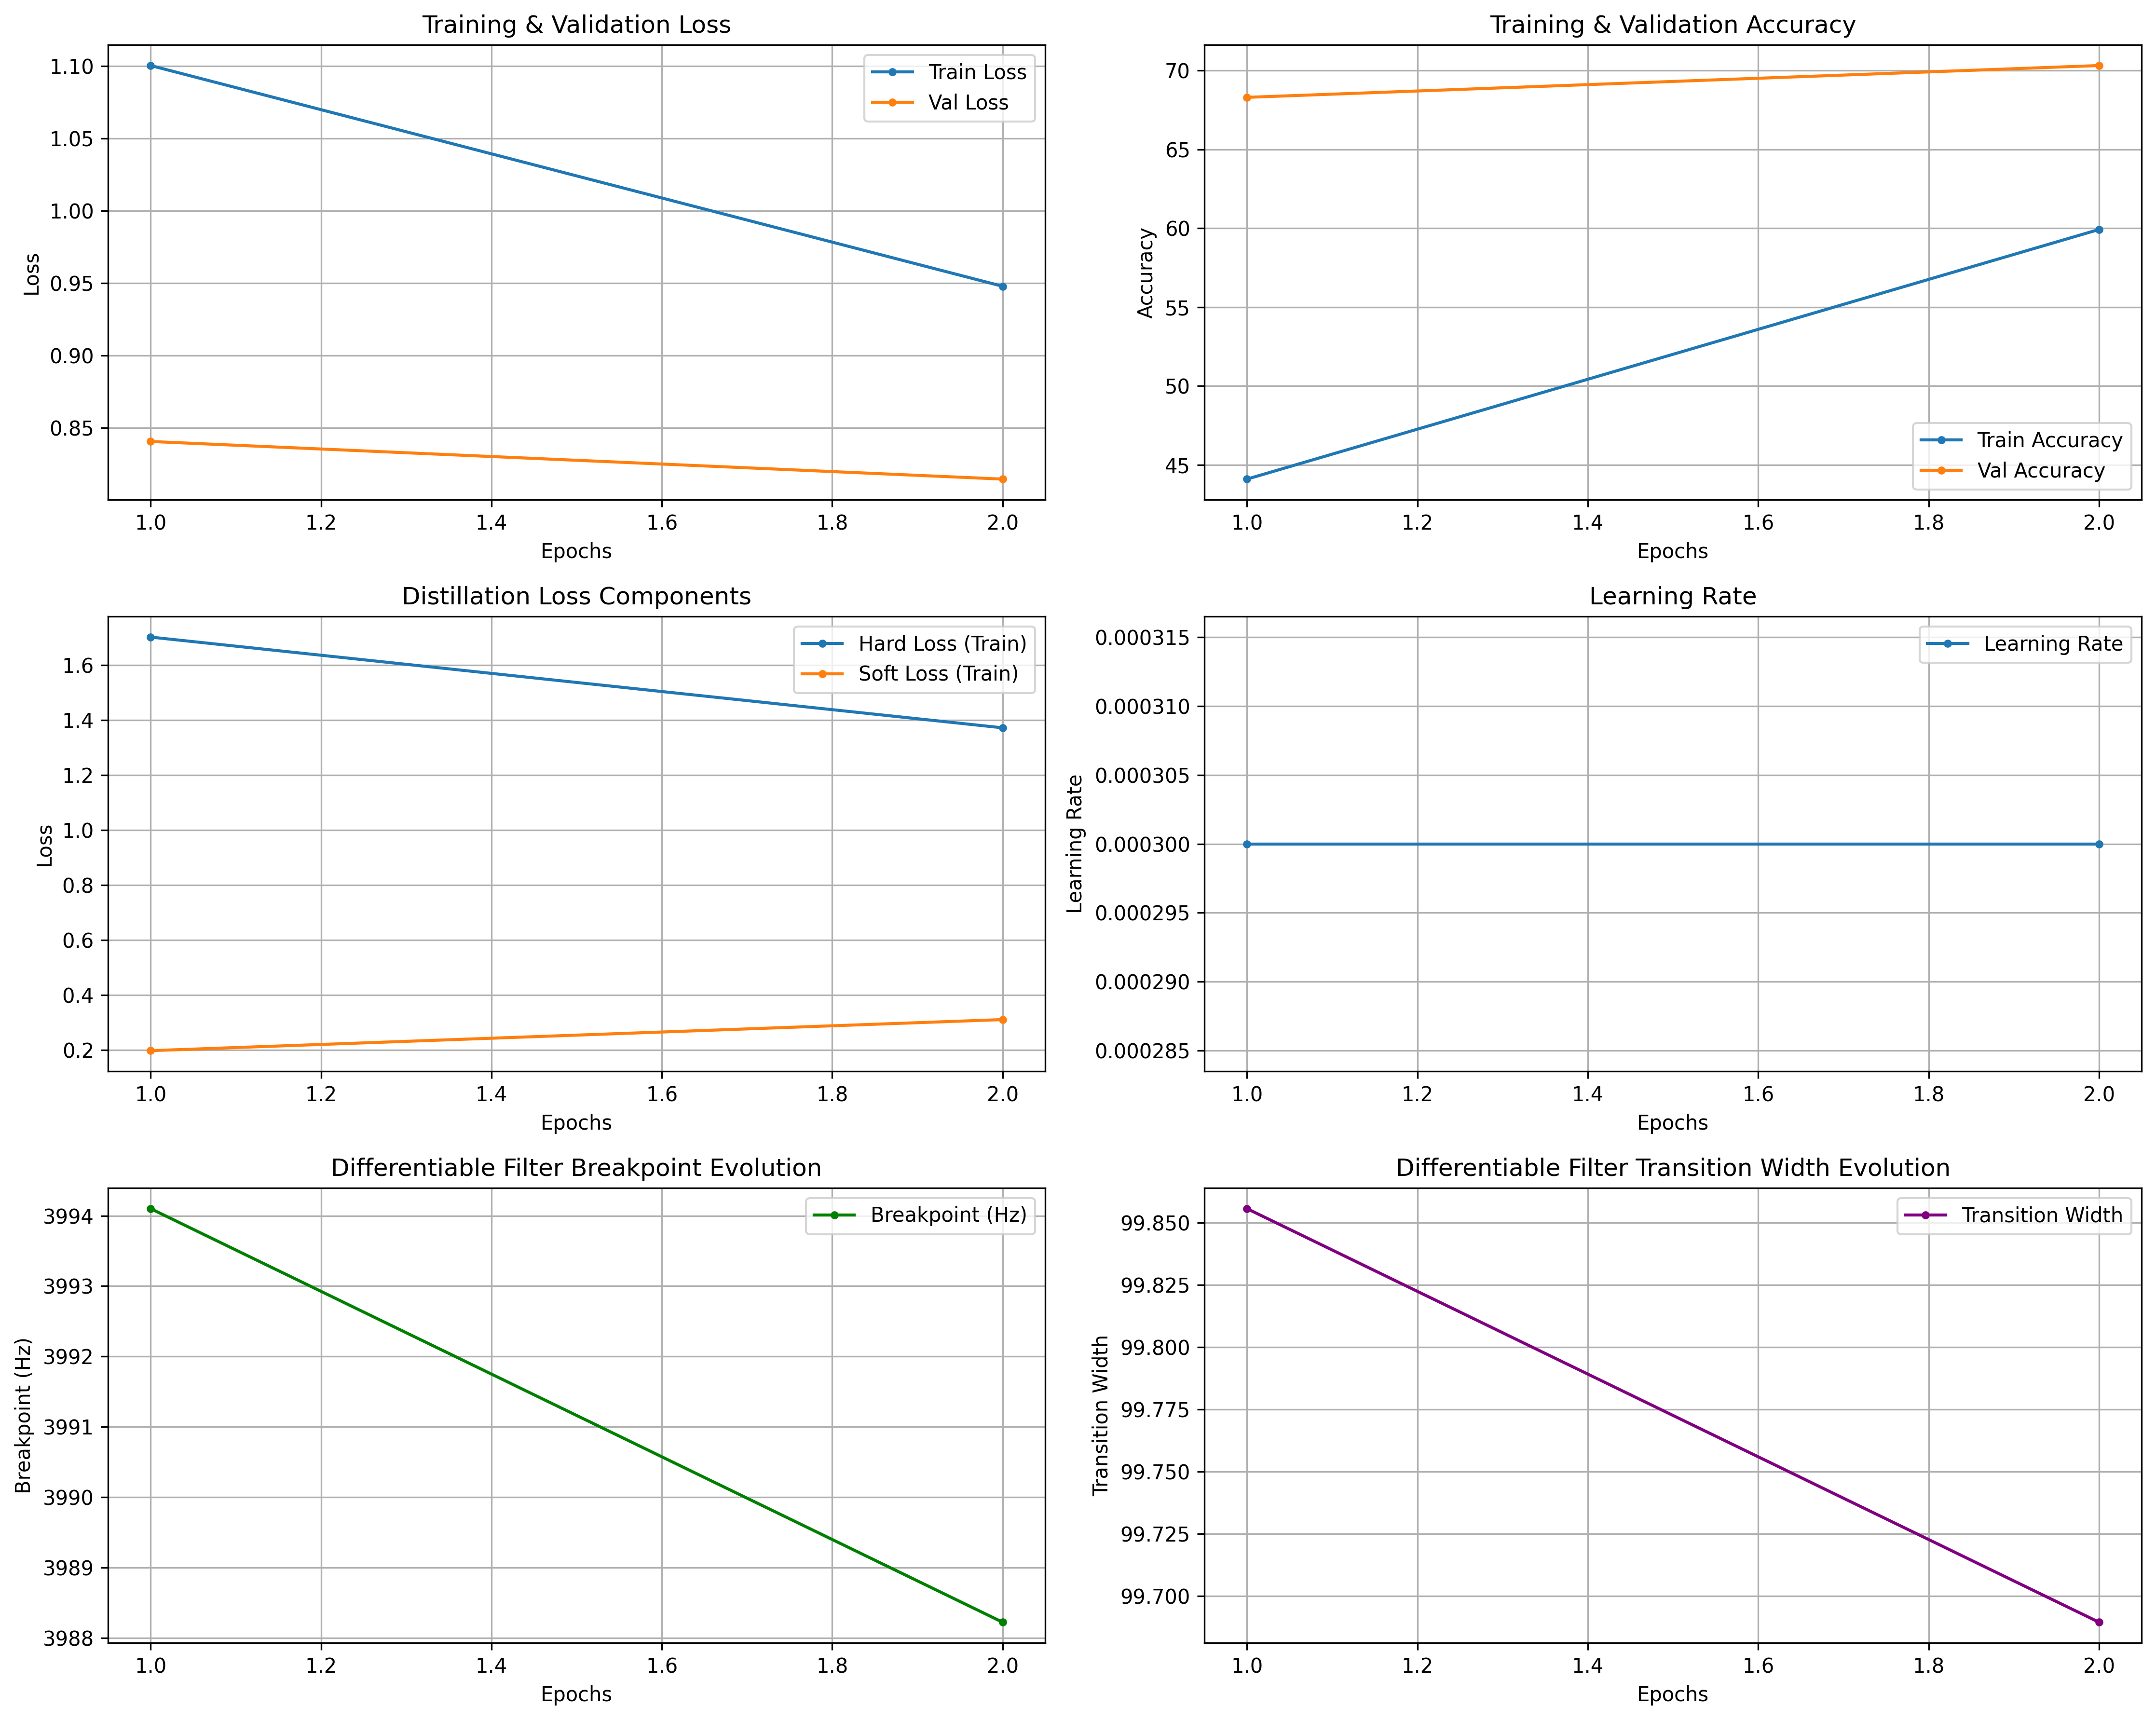 Training & Validation Loss
1.10
1.05
1.00
0.95
0.90
0.85
Loss
Train Loss
Val Loss
1.0 1.2 1.4 1.6 1.8 2.0
Epochs
Training & Validation Accuracy
70
65
60
55
50
45
Accuracy
Train Accuracy
Val Accuracy
1.0 1.2 1.4 1.6 1.8 2.0
Epochs
Distillation Loss Components
1.6
1.4
1.2
1.0
0.8
0.6
0.4
0.2
Loss
Hard Loss (Train)
Soft Loss (Train)
1.0 1.2 1.4 1.6 1.8 2.0
Epochs
Learning Rate
0.000315
0.000310
0.000305
0.000300
0.000295
0.000290
0.000285
Learning Rate
Learning Rate
1.0 1.2 1.4 1.6 1.8 2.0
Epochs
Differentiable Filter Breakpoint Evolution
3994
3993
3992
3991
3990
3989
3988
Breakpoint (Hz)
Breakpoint (Hz)
1.0 1.2 1.4 1.6 1.8 2.0
Epochs
Differentiable Filter Transition Width Evolution
99.850
99.825
99.800
99.775
99.750
99.725
99.700
Transition Width
Transition Width
1.0 1.2 1.4 1.6 1.8 2.0
Epochs